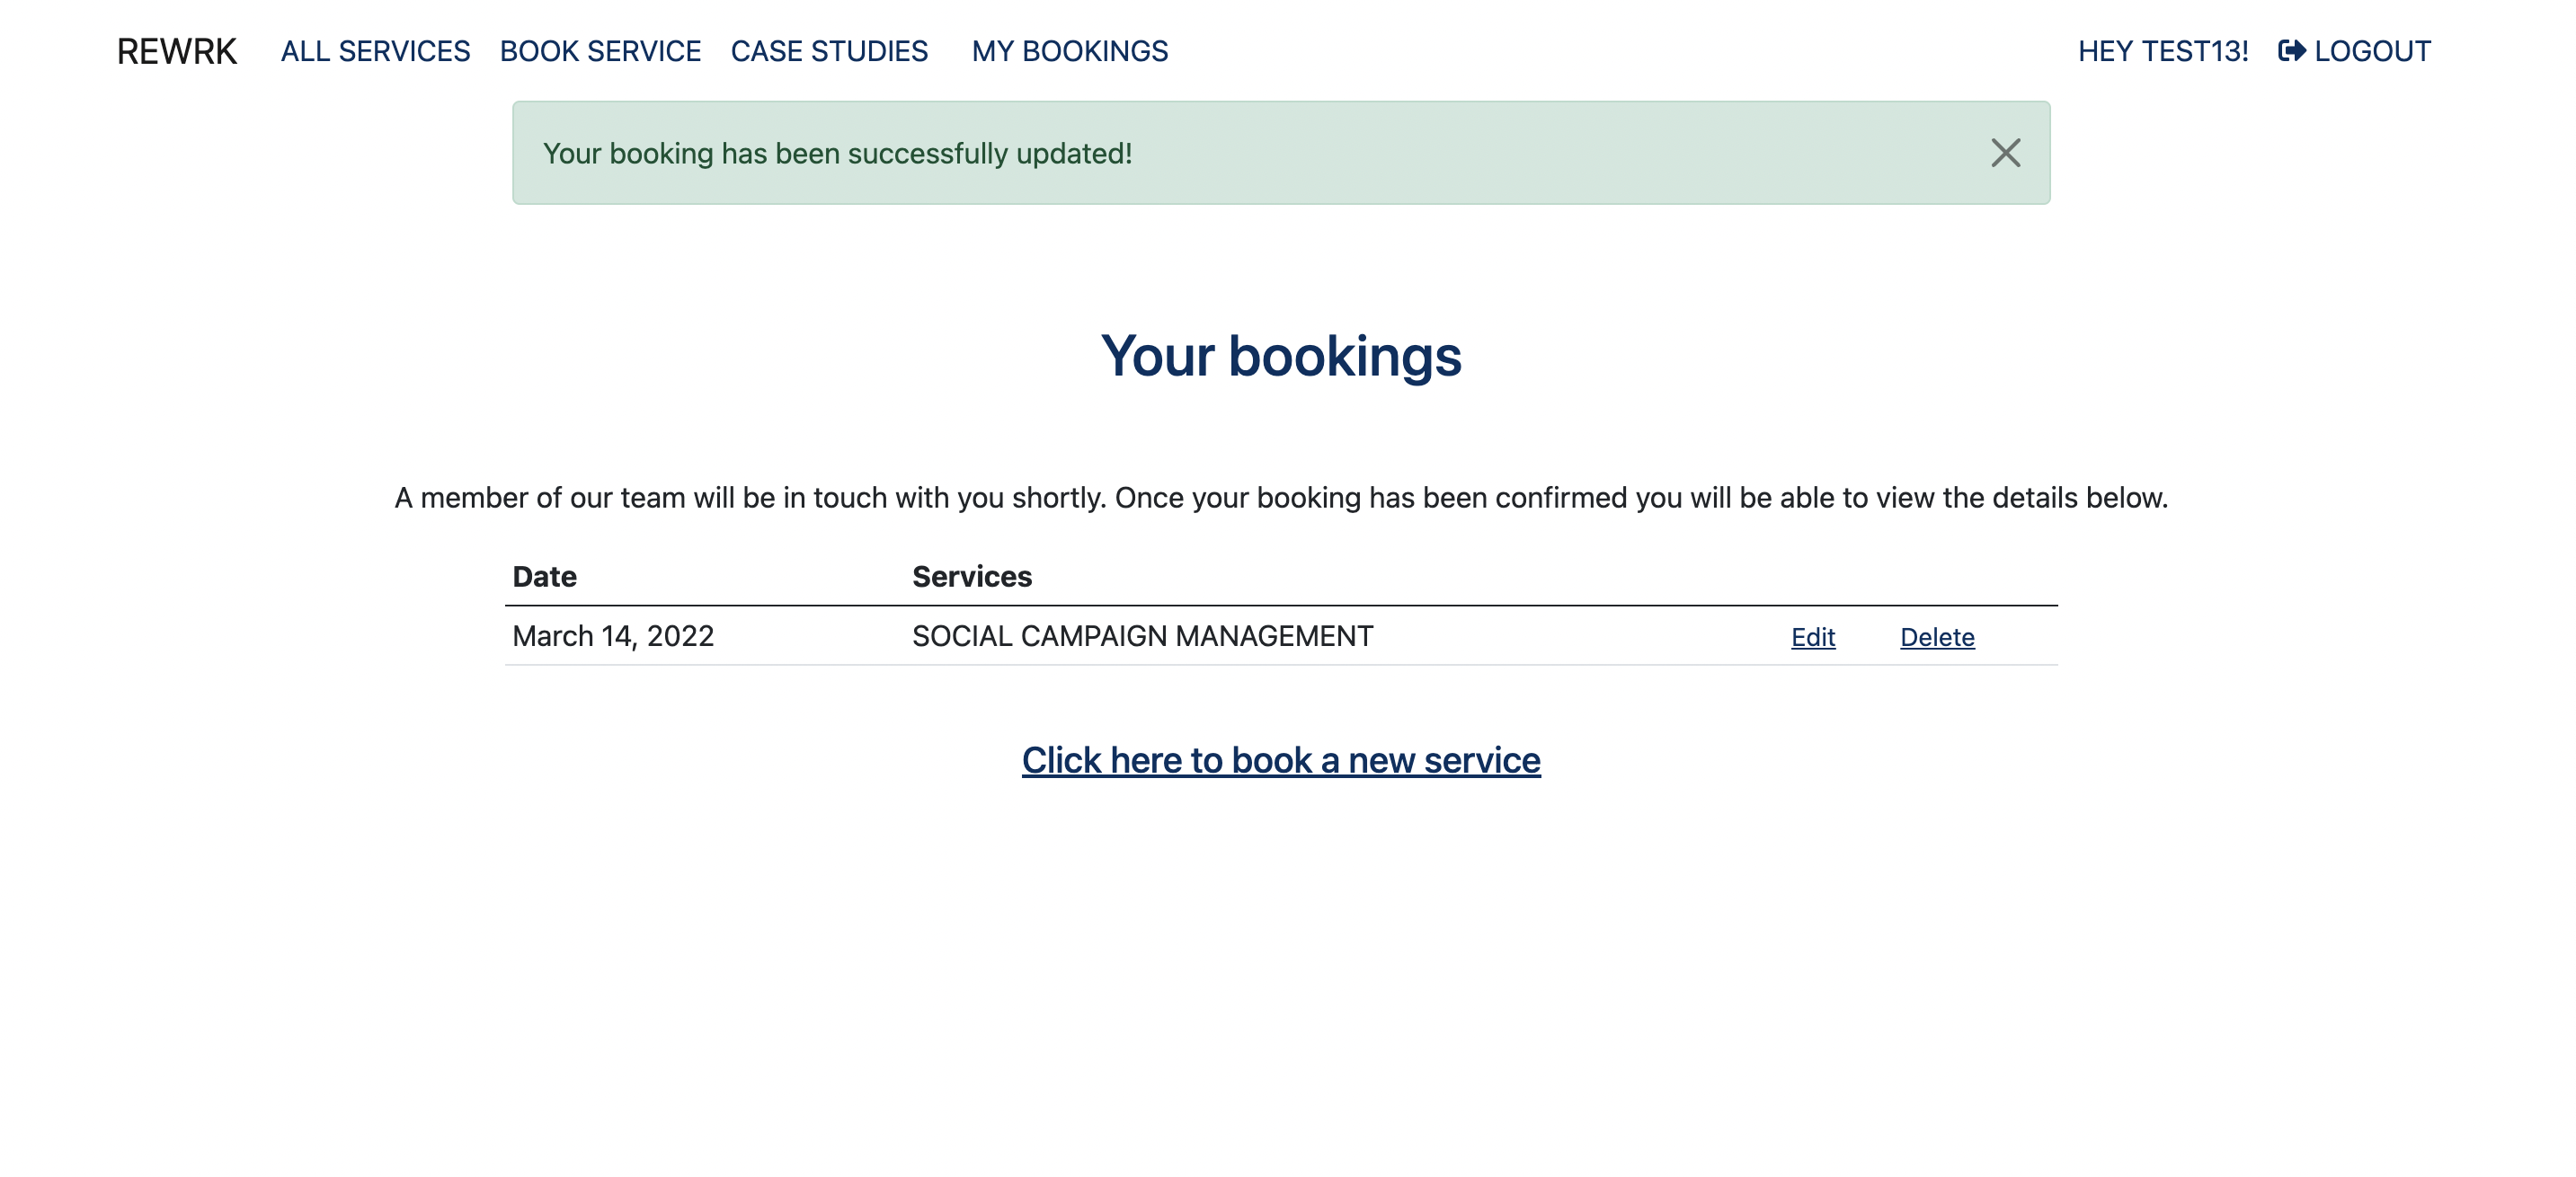 REWRK ALL SERVICES BOOK SERVICE CASE STUDIES MY BOOKINGS HEY TEST13! LOGOUT
Your booking has been successfully updated!
Your bookings
A member of our team will be in touch with you shortly. Once your booking has been confirmed you will be able to view the details below.
Date Services
March 14, 2022 SOCIAL CAMPAIGN MANAGEMENT Edit Delete
Click here to book a new service